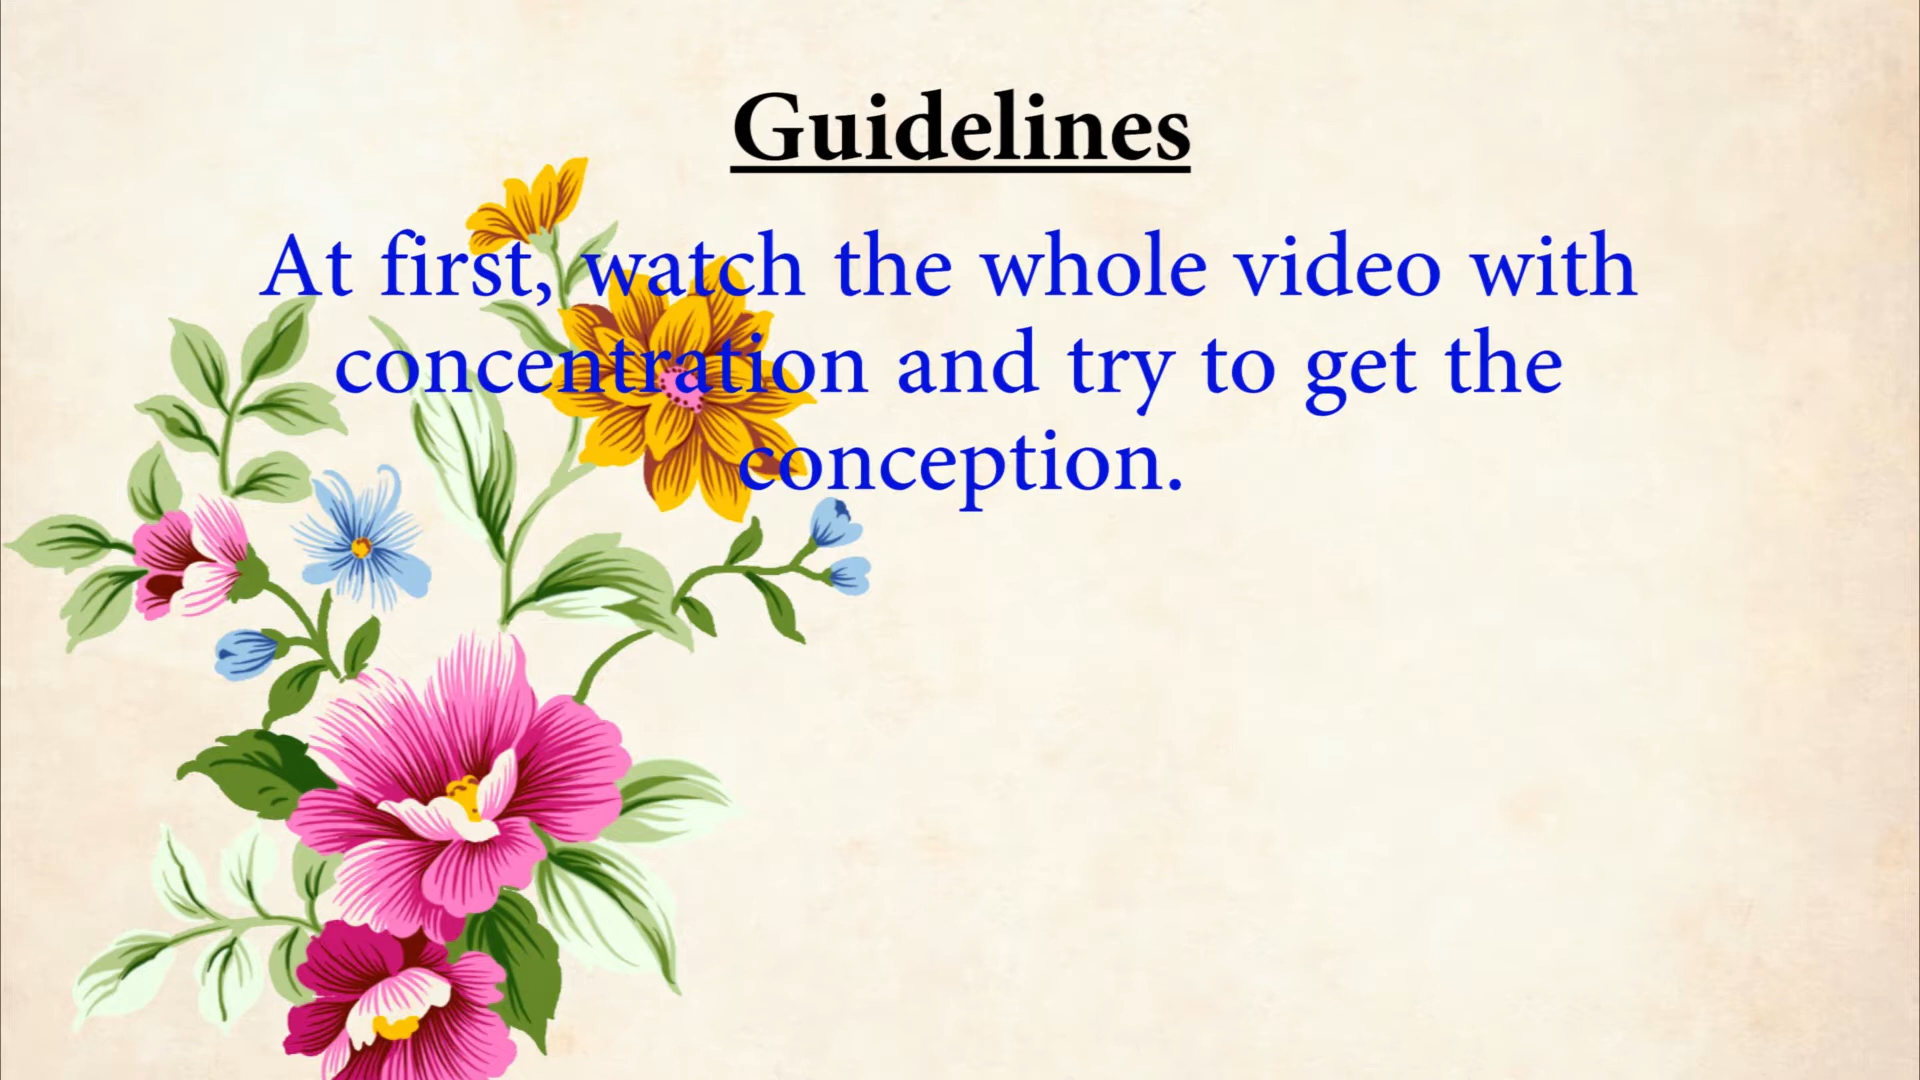 Guidelines
At first, watch the whole video with
concentration and try to get the
conception.